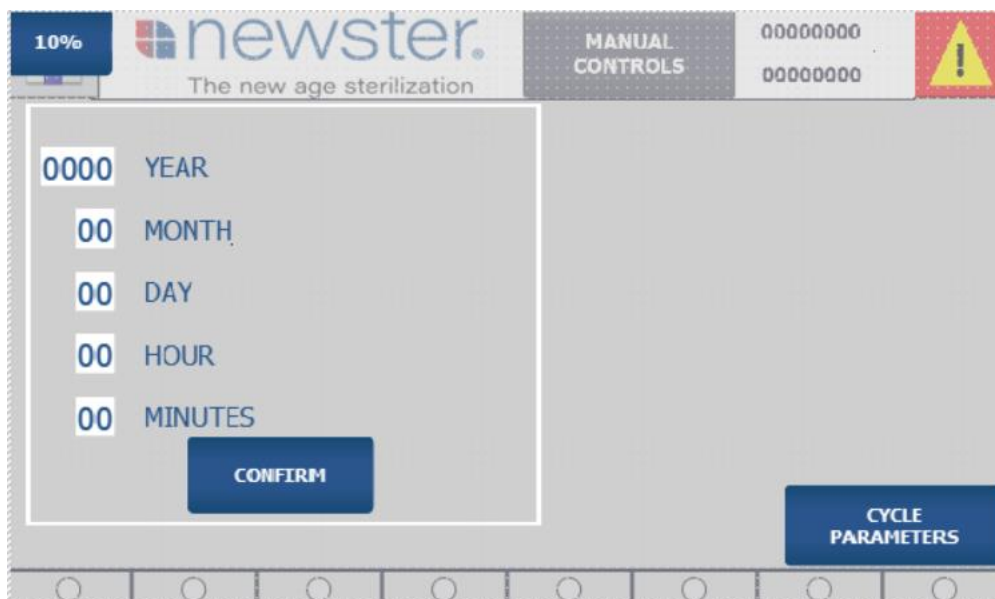 10%
newster.
The new age sterilization
MANUAL
CONTROLS
00000000
00000000
!
0000 YEAR
00 MONTH
00 DAY
00 HOUR
00 MINUTES
CONFIRM
CYCLE
PARAMETERS